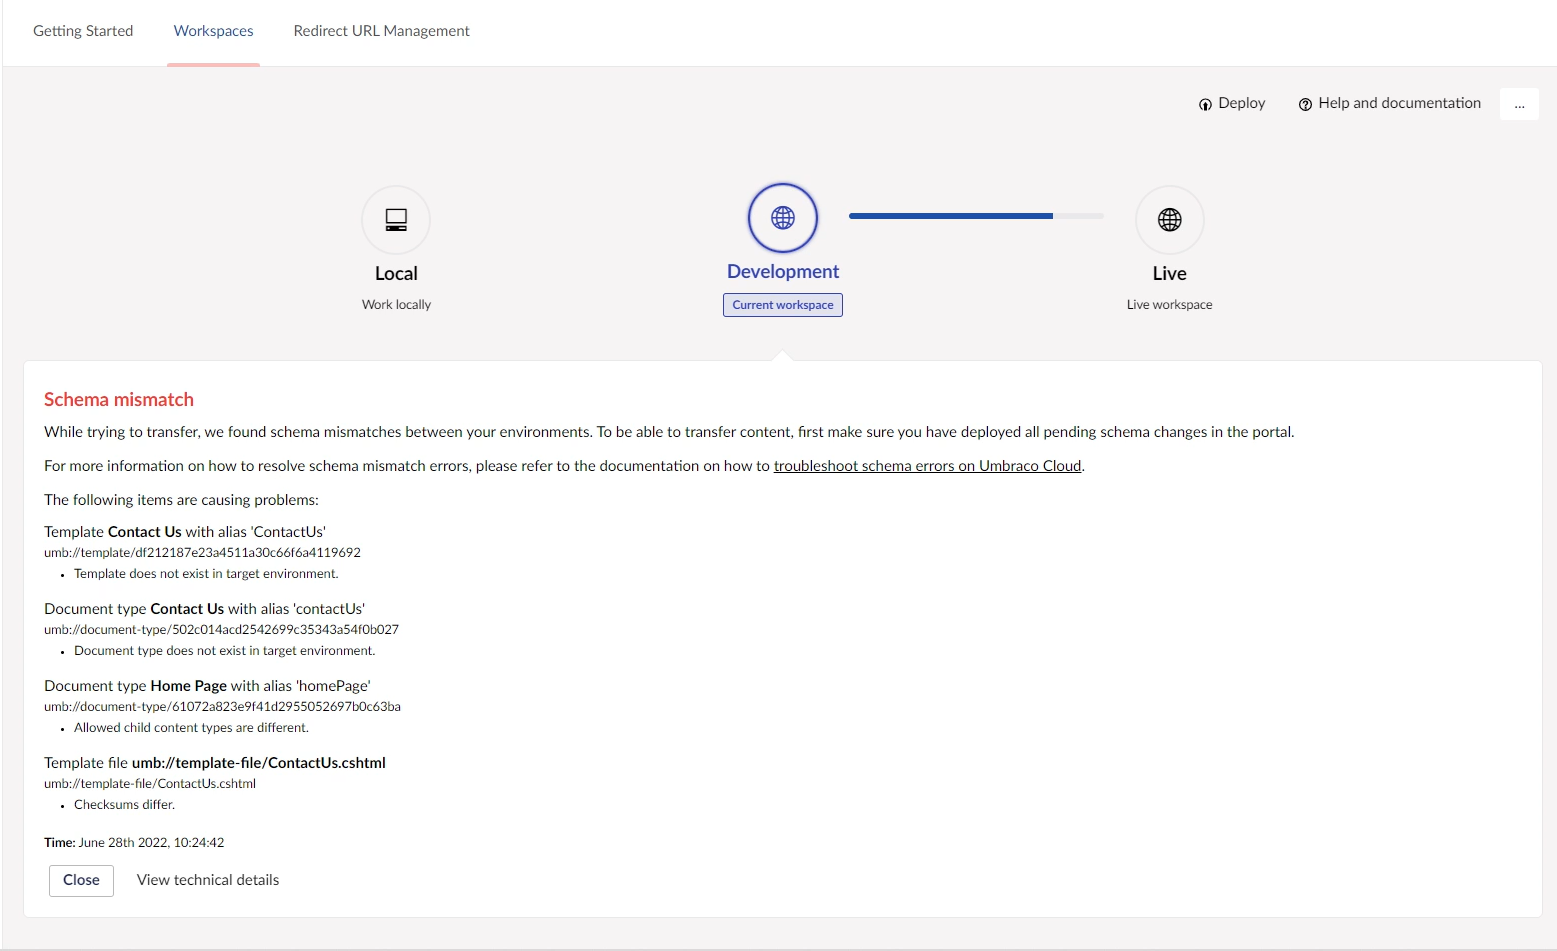 Getting Started
Workspaces
Redirect URL Management
Deploy
Help and documentation
...
Local
Work locally
Development
Current workspace
Live
Live workspace
Schema mismatch
While trying to transfer, we found schema mismatches between your environments. To be able to transfer content, first make sure you have deployed all pending schema changes in the portal.
For more information on how to resolve schema mismatch errors, please refer to the documentation on how to troubleshoot schema errors on Umbraco Cloud.
The following items are causing problems:
Template Contact Us with alias 'ContactUs'
umb://template/df212187e23a4511a30c66f6a4119692
• Template does not exist in target environment.
Document type Contact Us with alias 'contactUs'
umb://document-type/502c014acd2542699c35343a54f0b027
• Document type does not exist in target environment.
Document type Home Page with alias 'homePage'
umb://document-type/61072a823e9f41d2955052697b0c63ba
• Allowed child content types are different.
Template file umb://template-file/ContactUs.cshtml
umb://template-file/ContactUs.cshtml
• Checksums differ.
Time: June 28th 2022, 10:24:42
Close
View technical details